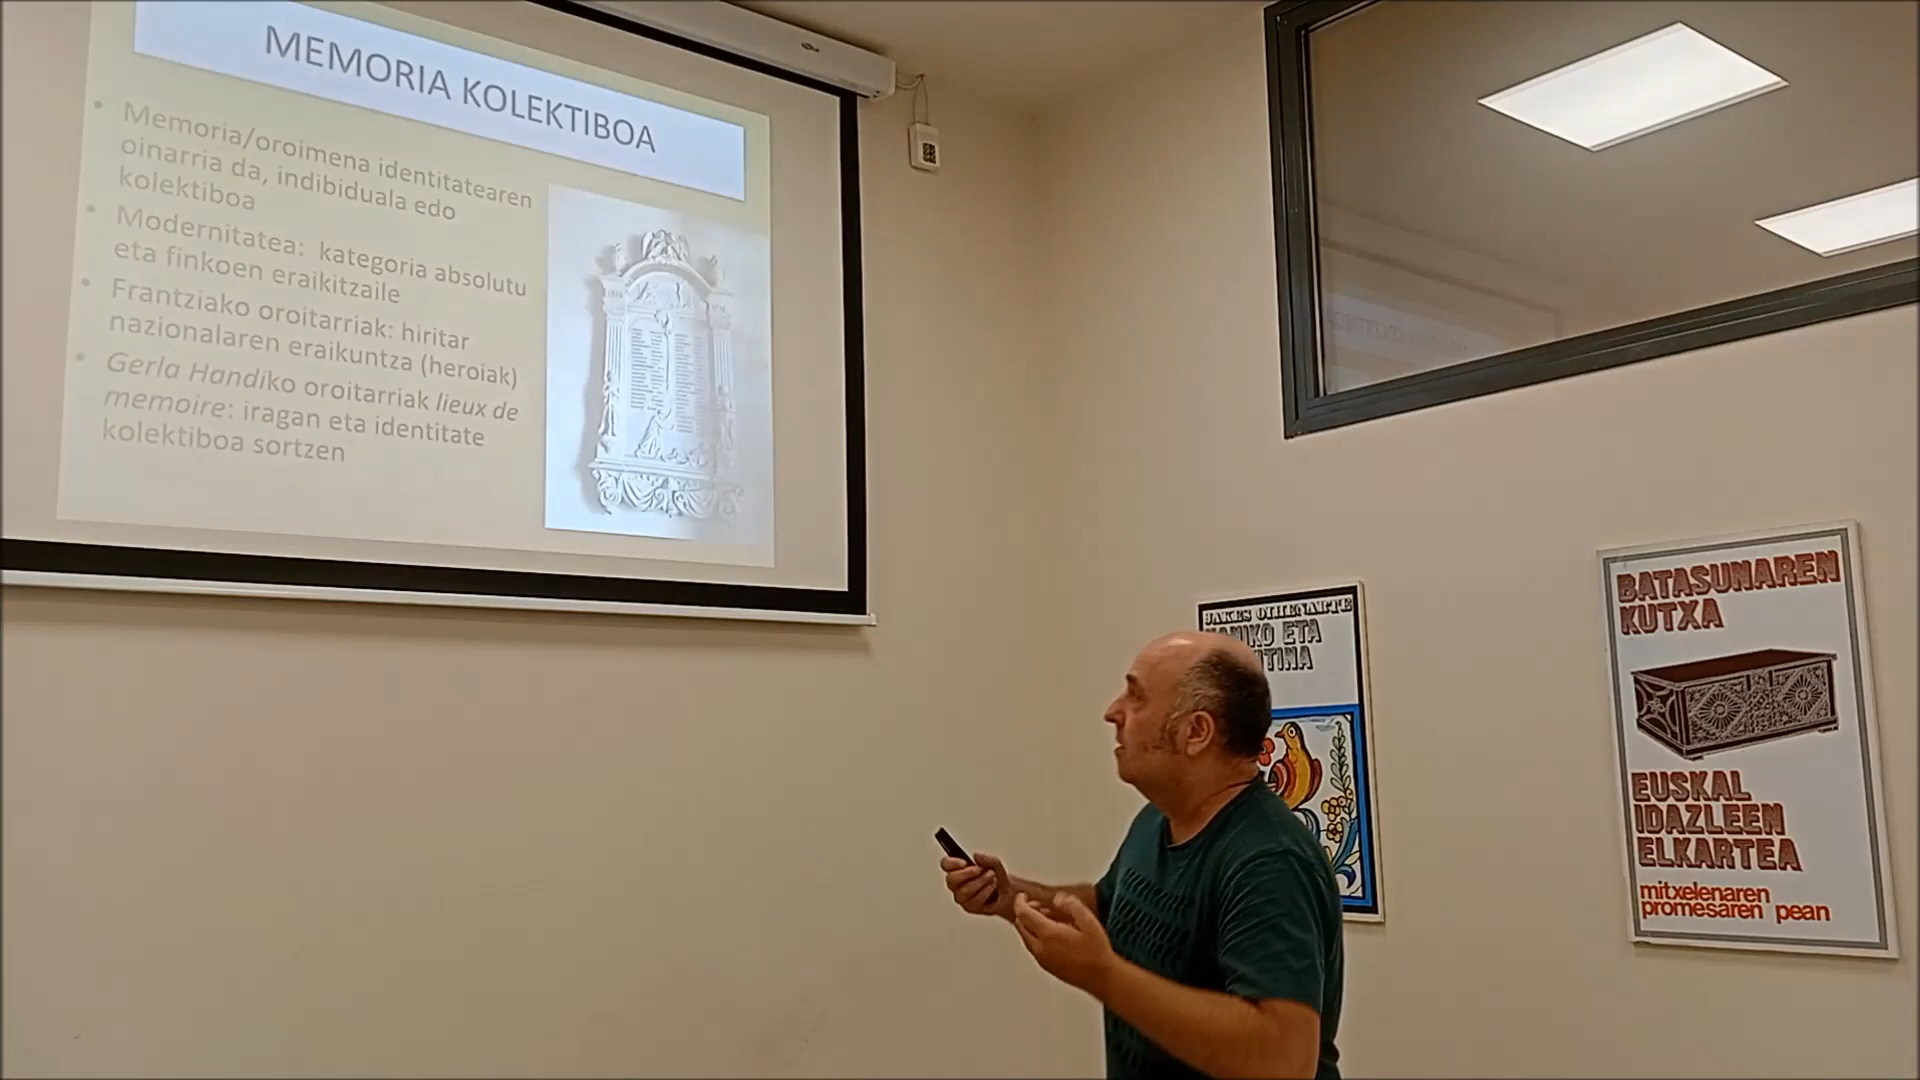 MEMORIA KOLEKTIBOA
• Memoria/oroimena identitatearen
oinarria da, indibiduala edo
kolektiboa
• Modernitatea: kategoria absolutu
eta finkoen eraikitzaile
• Frantziako oroitarriak: hiritar
nazionalaren eraikuntza (heroiak)
• Gerla Handiko oroitarriak lieux de
memoire: iragan eta identitate
kolektiboa sortzen
JAKES OIHENARTE
ETA
BATASUNAREN
KUTXA
EUSKAL
IDAZLEEN
ELKARTEA
mitxelenaren
promesaren pean